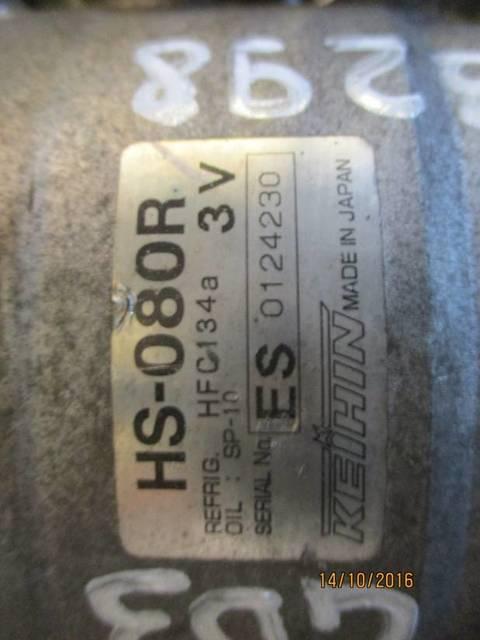 HS-080R
REFRIG. HFC134a 3V
OIL : SP-10
SERIAL No. ES 0124230
KEIHIN MADE IN JAPAN
14/10/2016